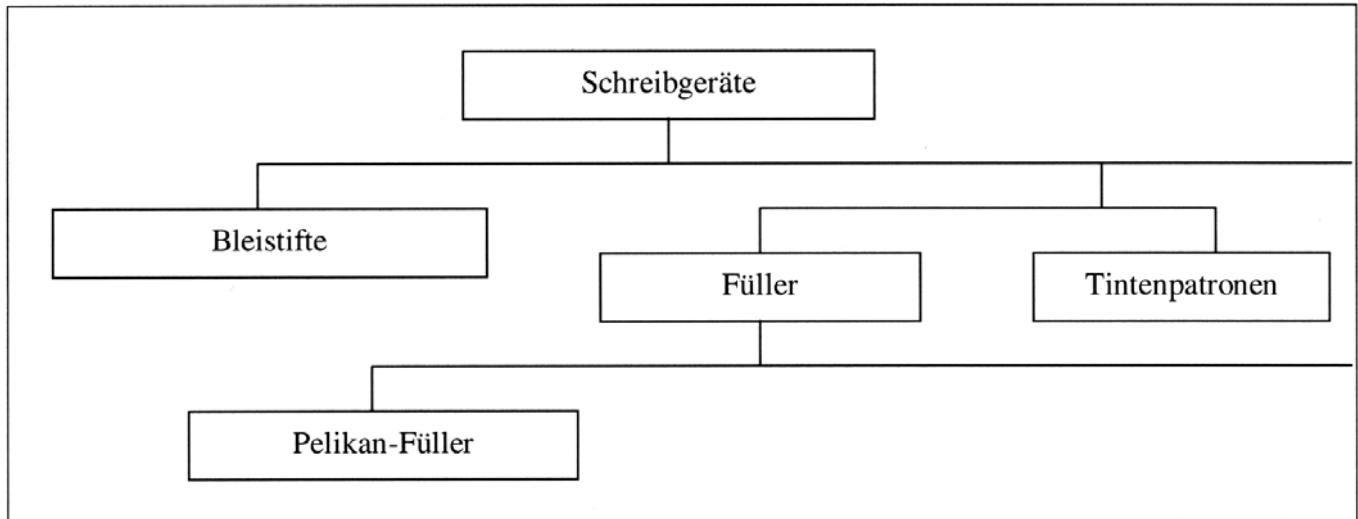 Schreibgeräte
Bleistifte
Füller
Tintenpatronen
Pelikan-Füller